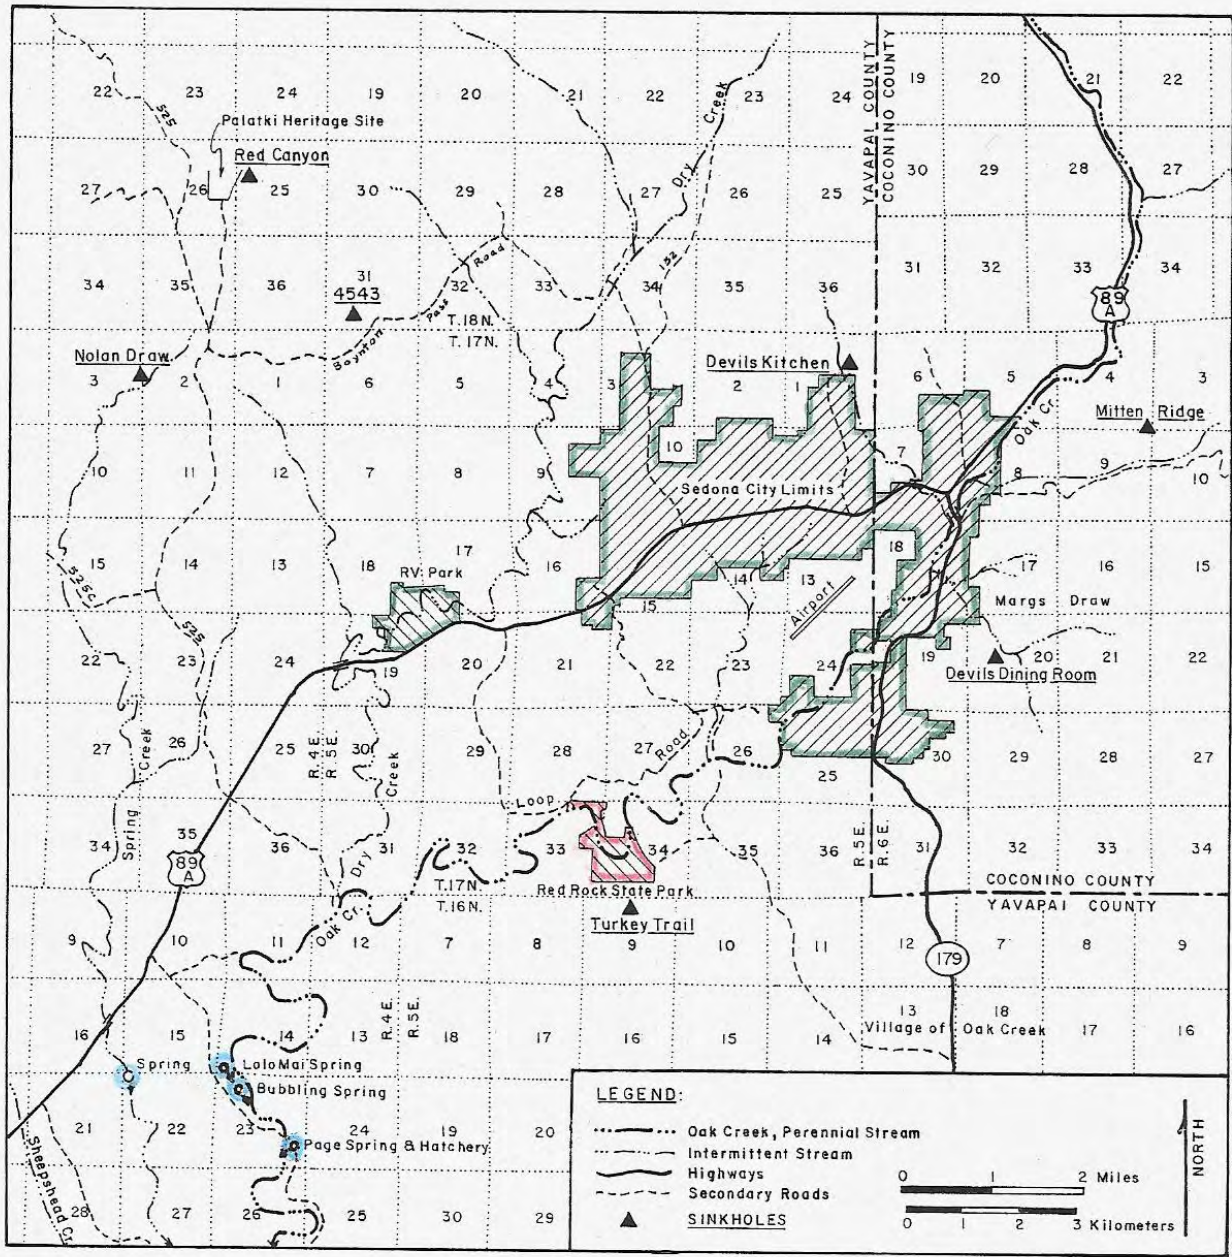 YAVAPAI COUNTY
COCONINO COUNTY
19 20 21 22
22 23 24 19 20 21 22 23 24
525
Creek
Palatki Heritage Site
Red Canyon
Dry
30 29 28 27
27 26 25 30 29 28 27 26 25
Road
152
31 32 33 34
34 35 36 31 32 33 34 35 36
4543
Pass
Boynton
T.18N.
T.17N.
89
A
Nolan Draw
Devils Kitchen
3 2 1 6 5 4 3 2 1 6 5 4 3
Oak Cr.
Mitten Ridge
10 11 12 7 8 9 10 7 8 9 10
Sedona City Limits
15 14 13 18 17 16 15 14 13 18 17 16 15
RV Park
525C
525
Airport
Margs Draw
22 23 24 19 20 21 22 23 24 19 20 21 22
Devils Dining Room
27 26 25 30 29 28 27 26 25 30 29 28 27
R.4E.
R.5E.
Creek
Creek
Road
Loop
34 35 36 31 32 33 34 35 36 31 32 33 34
Spring
89
A
Dry
R.5E.
R.6E.
T.17N.
T.16N.
Red Rock State Park
COCONINO COUNTY
YAVAPAI COUNTY
Oak Cr.
Turkey Trail
9 10 11 12 7 8 9 10 11 12 7 8 9
179
R.4E.
R.5E.
16 15 14 13 18 17 16 15 14 13 18 17 16
Village of Oak Creek
Spring
LoloMai Spring
Bubbling Spring
21 22 23 24 19 20
Page Spring & Hatchery
Sheepshead Cr.
28 27 26 25 30 29
LEGEND:
Oak Creek, Perennial Stream
Intermittent Stream
Highways
Secondary Roads
SINKHOLES
0 1 2 Miles
0 1 2 3 Kilometers
NORTH